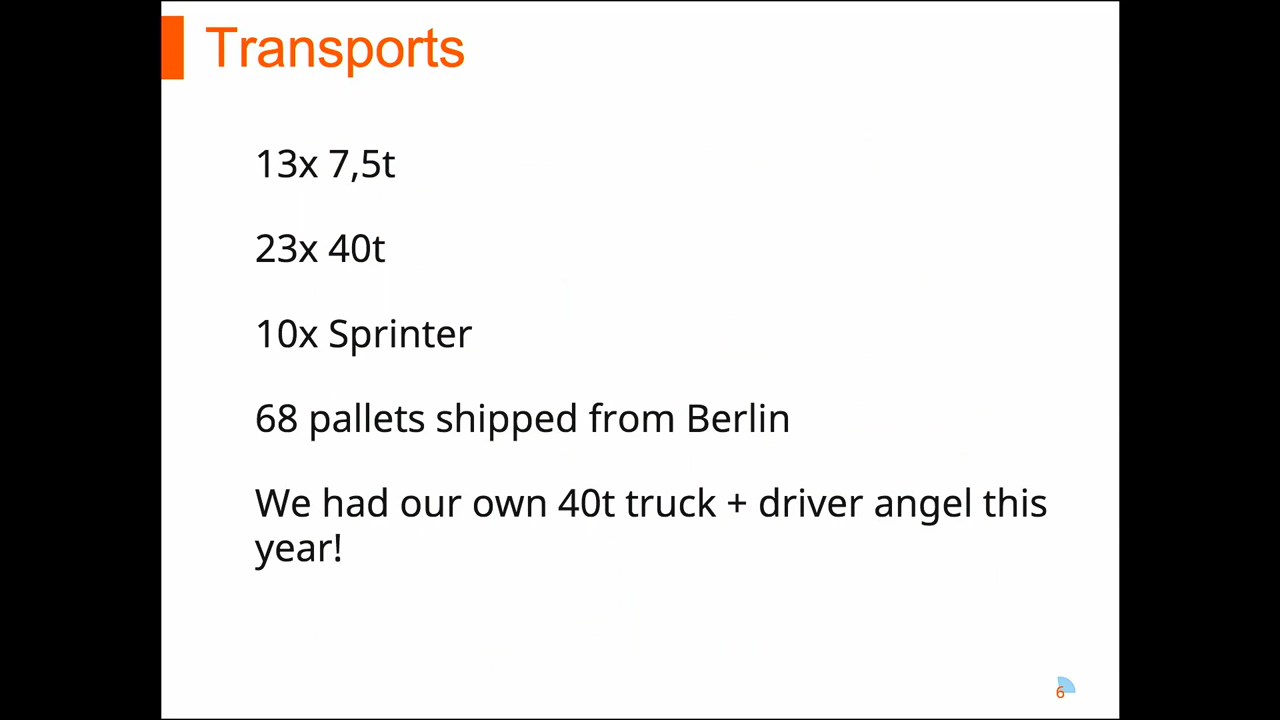 Transports
13x 7,5t
23x 40t
10x Sprinter
68 pallets shipped from Berlin
We had our own 40t truck + driver angel this
year!
6